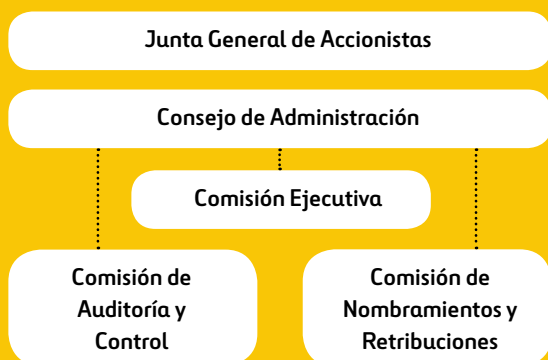 Junta General de Accionistas
Consejo de Administración
Comisión Ejecutiva
Comisión de
Auditoría y
Control
Comisión de
Nombramientos y
Retribuciones